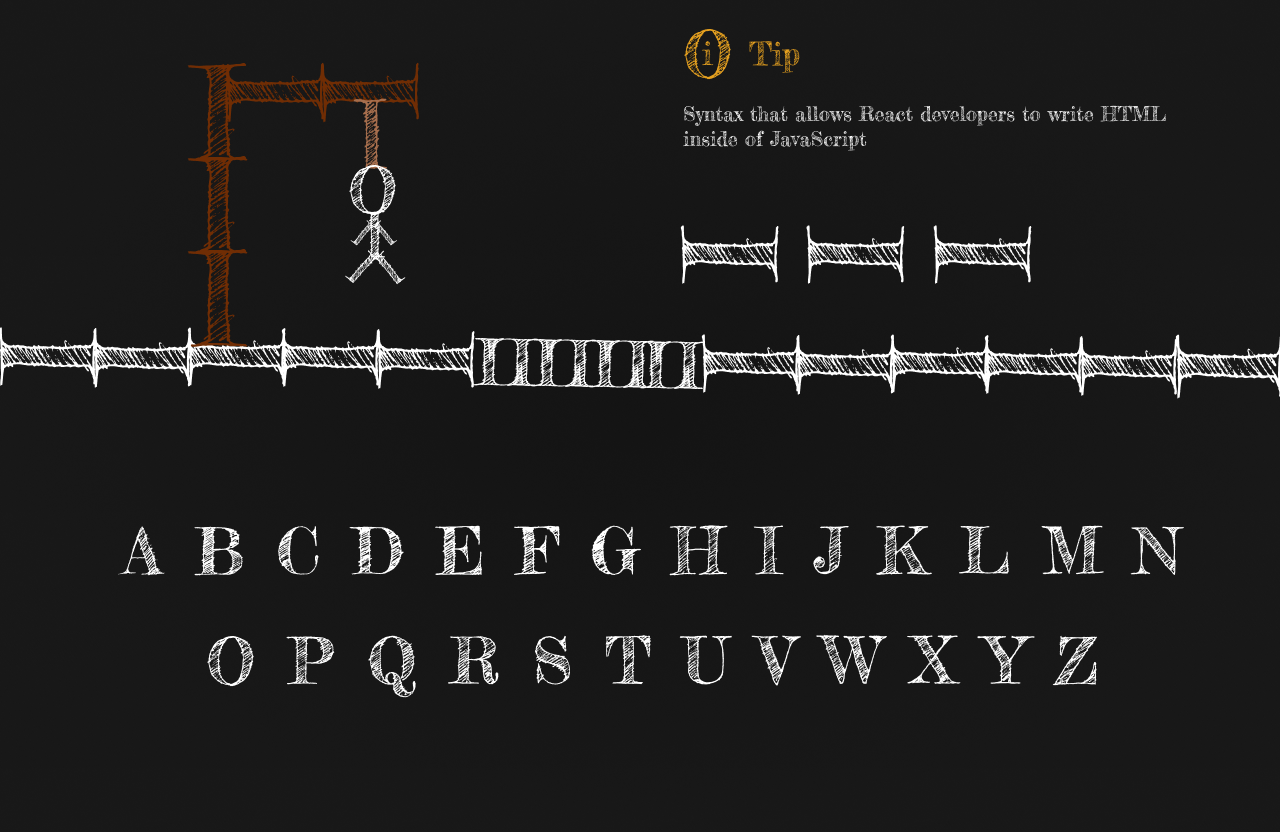 i Tip
Syntax that allows React developers to write HTML
inside of JavaScript
A B C D E F G H I J K L M N
O P Q R S T U V W X Y Z